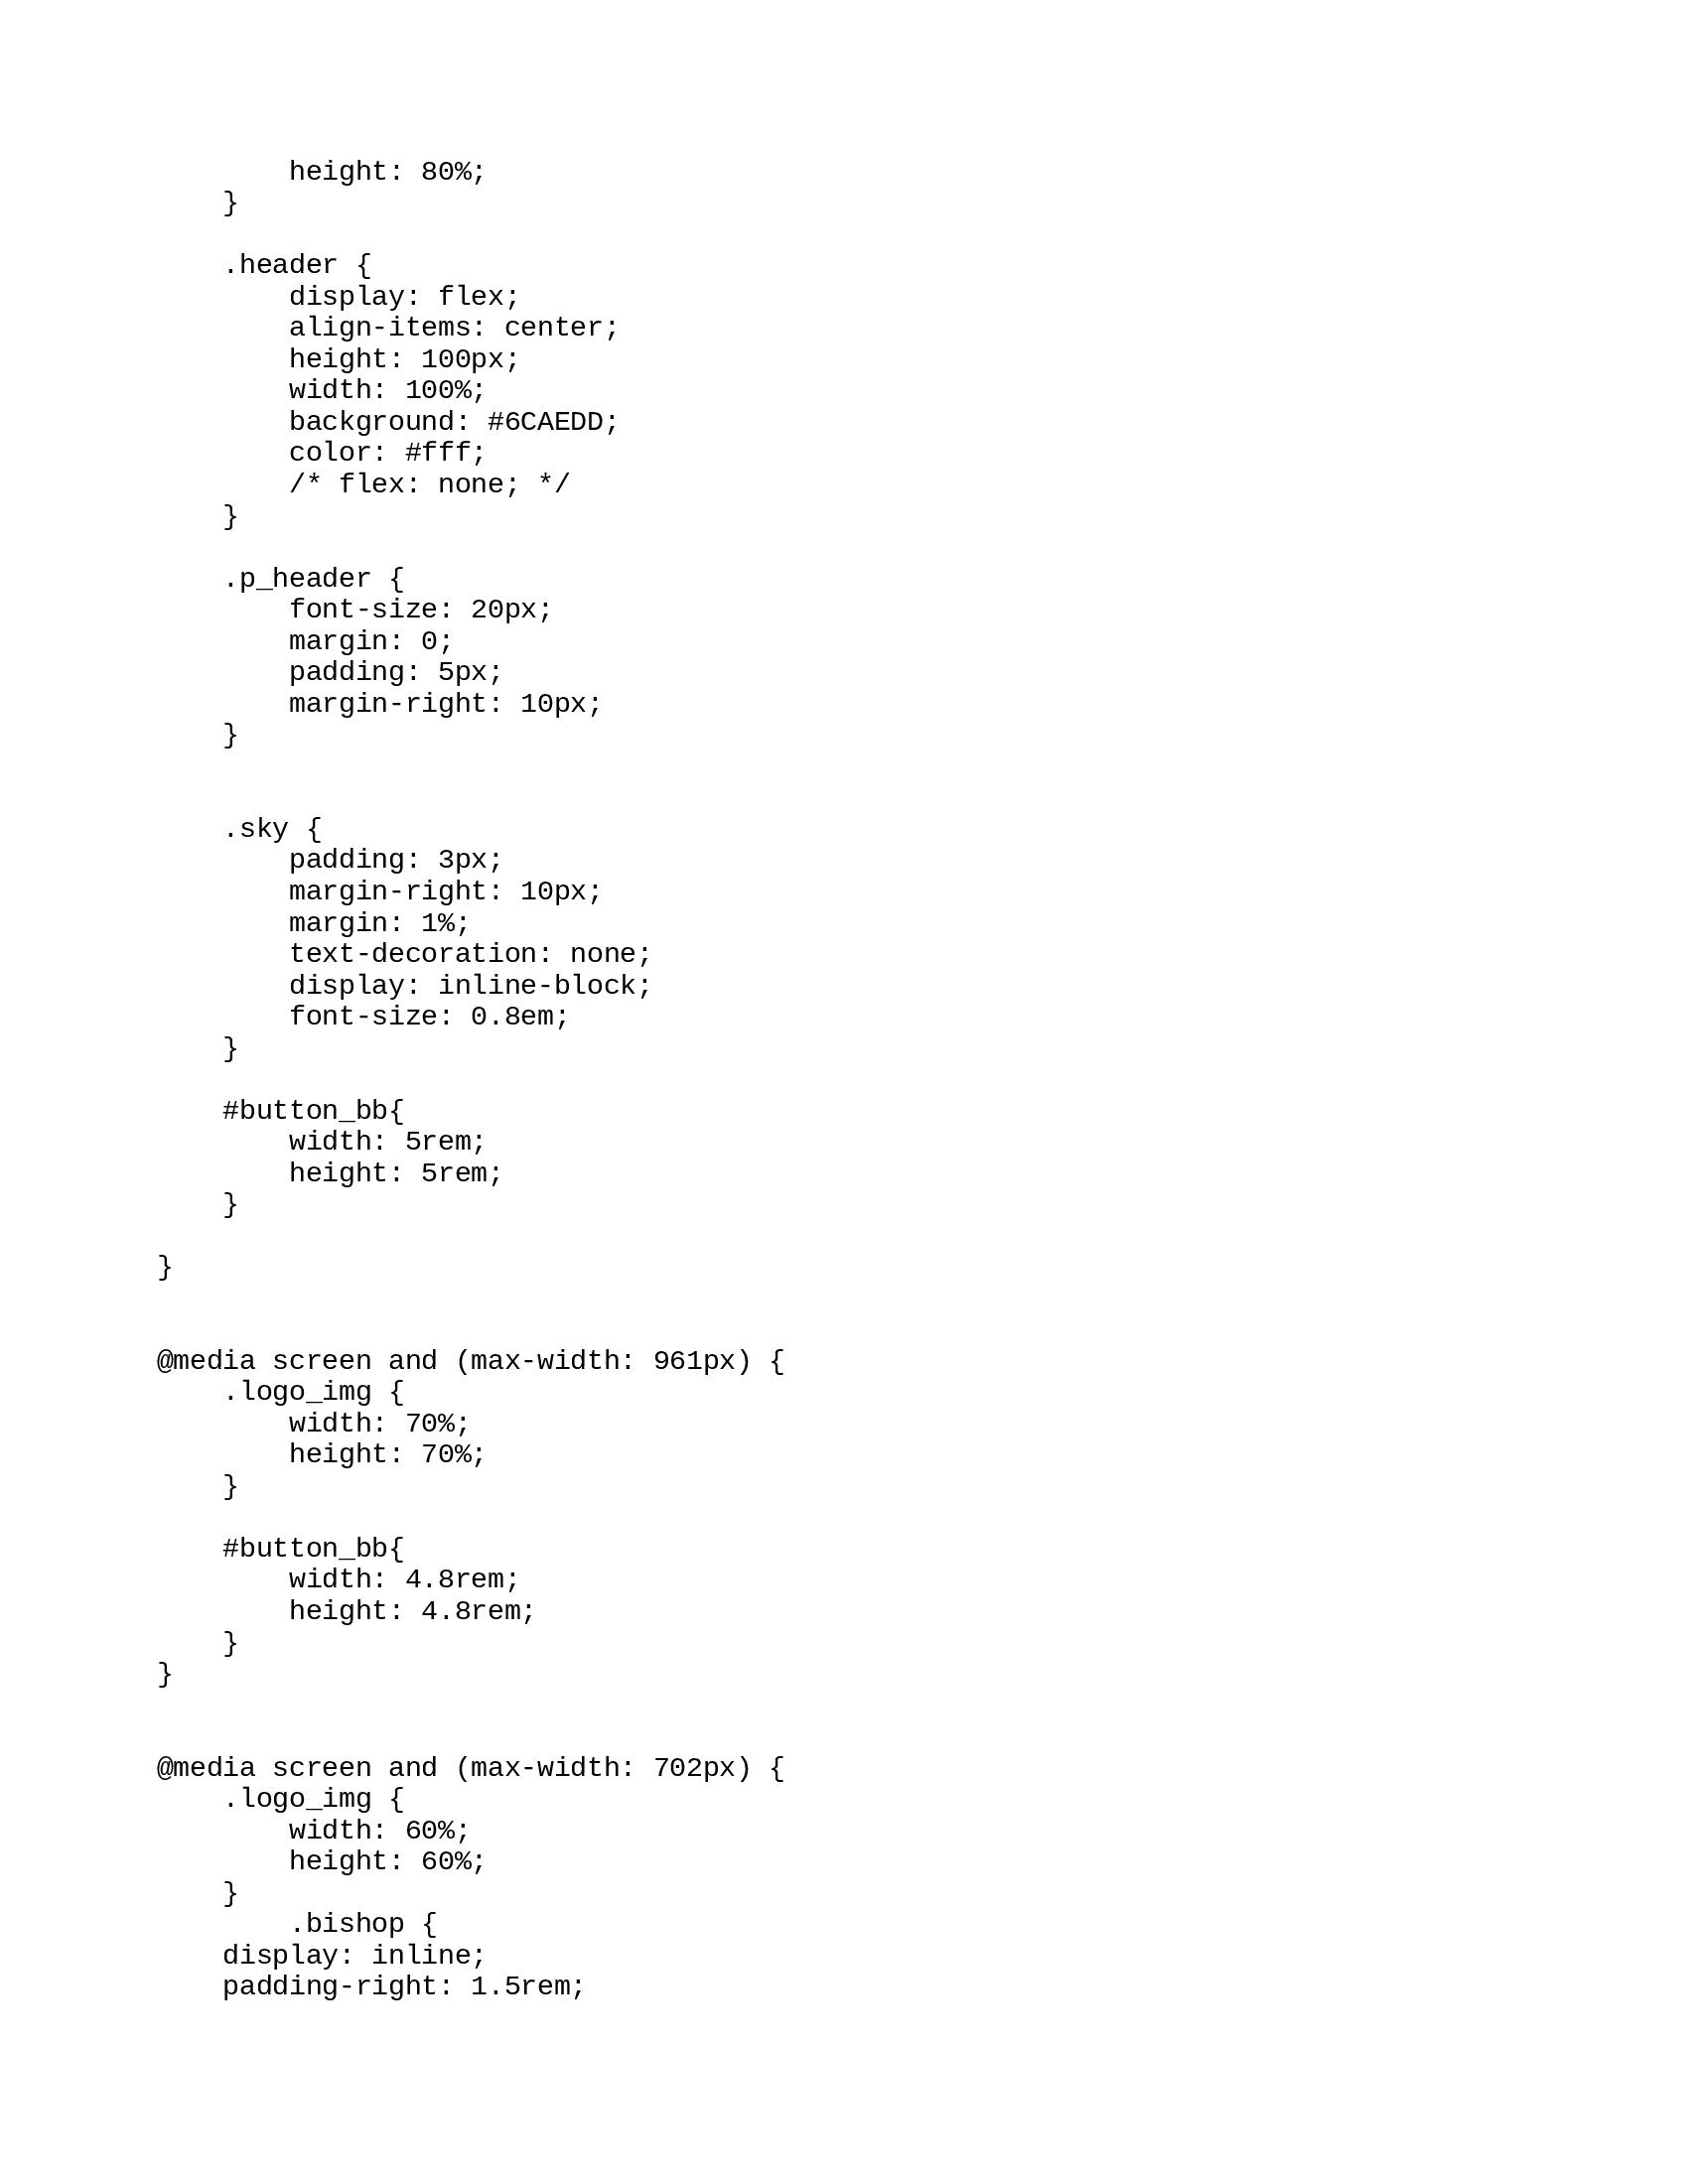 height: 80%;
    }

    .header {
        display: flex;
        align-items: center;
        height: 100px;
        width: 100%;
        background: #6CAEDD;
        color: #fff;
        /* flex: none; */
    }

    .p_header {
        font-size: 20px;
        margin: 0;
        padding: 5px;
        margin-right: 10px;
    }


    .sky {
        padding: 3px;
        margin-right: 10px;
        margin: 1%;
        text-decoration: none;
        display: inline-block;
        font-size: 0.8em;
    }

    #button_bb{
        width: 5rem;
        height: 5rem;
    }

}


@media screen and (max-width: 961px) {
    .logo_img {
        width: 70%;
        height: 70%;
    }

    #button_bb{
        width: 4.8rem;
        height: 4.8rem;
    }
}


@media screen and (max-width: 702px) {
    .logo_img {
        width: 60%;
        height: 60%;
    }
        .bishop {
    display: inline;
    padding-right: 1.5rem;